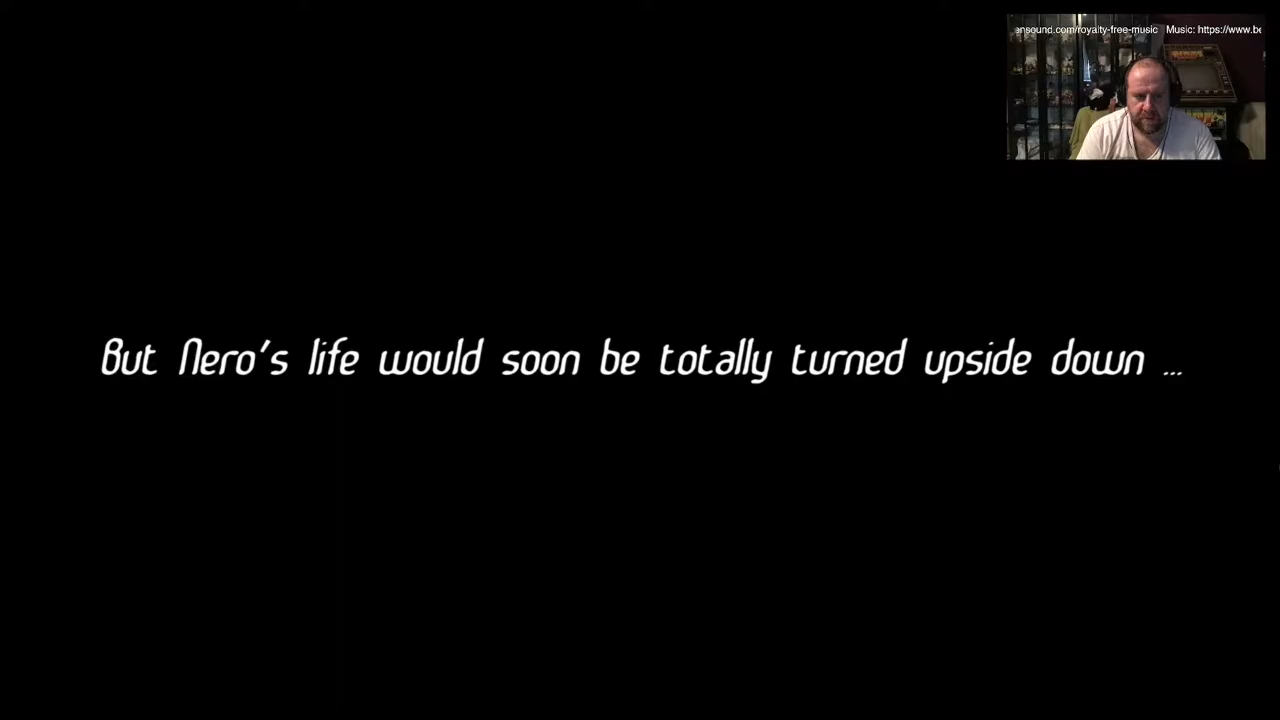 ensound.com/royalty-free-music Music: https://www.be
But Nero's life would soon be totally turned upside down ...